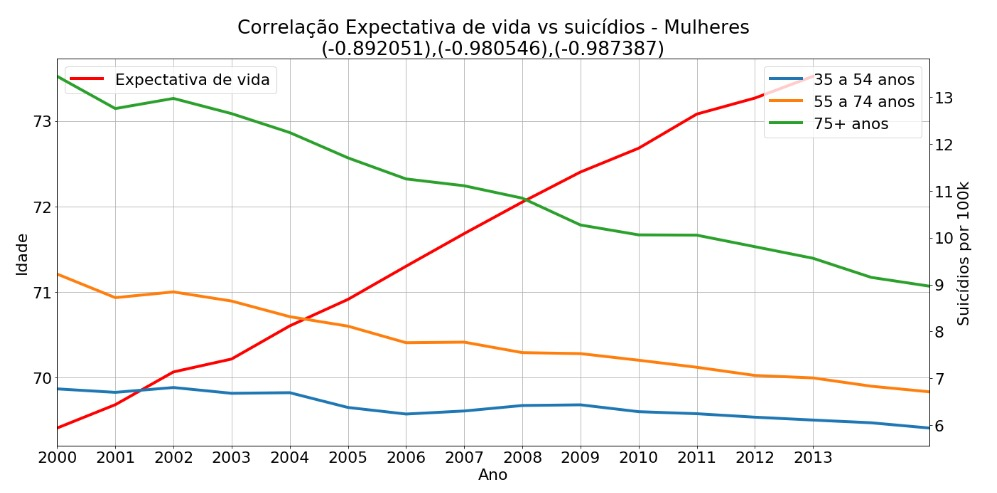 Correlação Expectativa de vida vs suicídios - Mulheres
(-0.892051),(-0.980546),(-0.987387)
Expectativa de vida
35 a 54 anos
55 a 74 anos
75+ anos
Idade
73
72
71
70
13
12
11
10
9
8
7
6
Suicídios por 100k
2000 2001 2002 2003 2004 2005 2006 2007 2008 2009 2010 2011 2012 2013
Ano